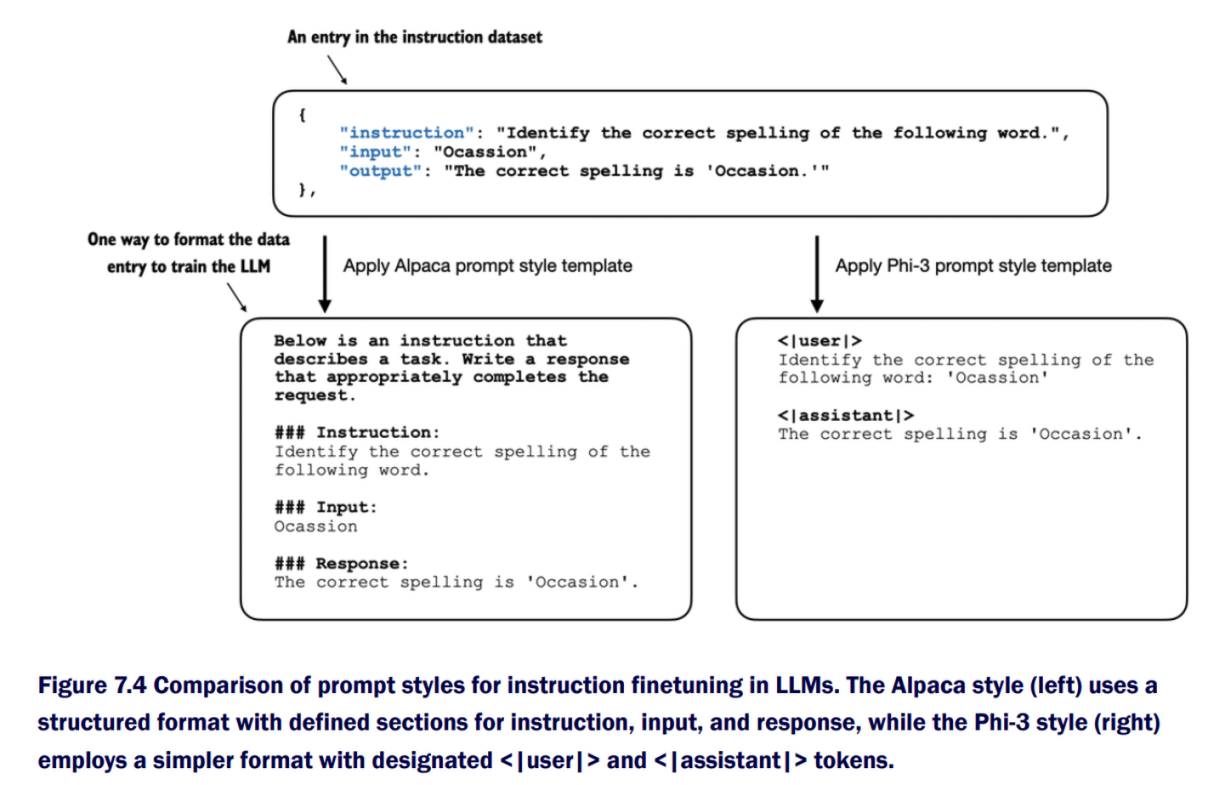 An entry in the instruction dataset
{
"instruction": "Identify the correct spelling of the following word.",
"input": "Ocassion",
"output": "The correct spelling is 'Occasion.'"
},
One way to format the data
entry to train the LLM
Apply Alpaca prompt style template
Apply Phi-3 prompt style template
Below is an instruction that
describes a task. Write a response
that appropriately completes the
request.
### Instruction:
Identify the correct spelling of the
following word.
### Input:
Ocassion
### Response:
The correct spelling is 'Occasion'.
<|user|>
Identify the correct spelling of the
following word: 'Ocassion'
<|assistant|>
The correct spelling is 'Occasion'.
Figure 7.4 Comparison of prompt styles for instruction finetuning in LLMs. The Alpaca style (left) uses a
structured format with defined sections for instruction, input, and response, while the Phi-3 style (right)
employs a simpler format with designated <|user|> and <|assistant|> tokens.